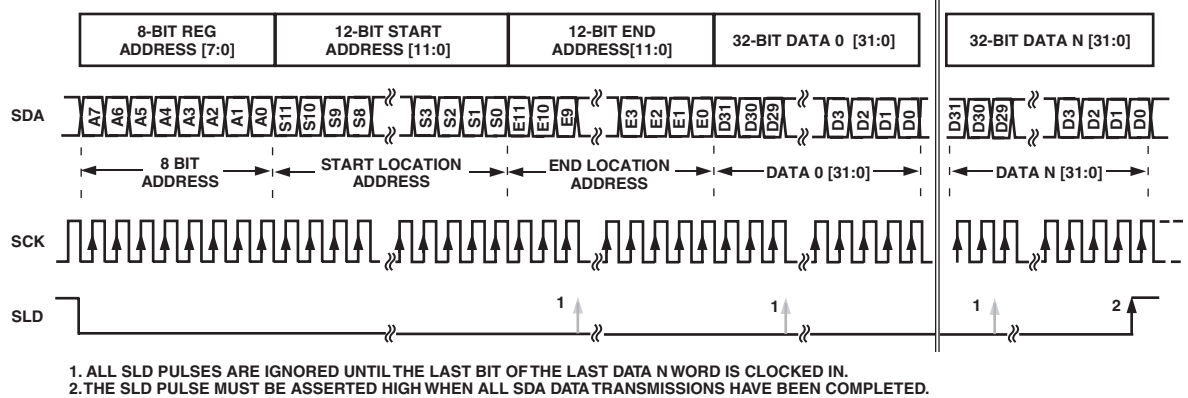 8-BIT REG
ADDRESS [7:0]
12-BIT START
ADDRESS [11:0]
12-BIT END
ADDRESS[11:0]
32-BIT DATA 0 [31:0]
32-BIT DATA N [31:0]
SDA
A7 A6 A5 A4 A3 A2 A1 A0 S11 S10 S9 S8 S3 S2 S1 S0 E11 E10 E9 E3 E2 E1 E0 D31 D30 D29 D3 D2 D1 D0 D31 D30 D29 D3 D2 D1 D0
8 BIT
ADDRESS
START LOCATION
ADDRESS
END LOCATION
ADDRESS
DATA 0 [31:0]
DATA N [31:0]
SCK
SLD
1 1 1 2
1. ALL SLD PULSES ARE IGNORED UNTIL THE LAST BIT OF THE LAST DATA N WORD IS CLOCKED IN.
2. THE SLD PULSE MUST BE ASSERTED HIGH WHEN ALL SDA DATA TRANSMISSIONS HAVE BEEN COMPLETED.